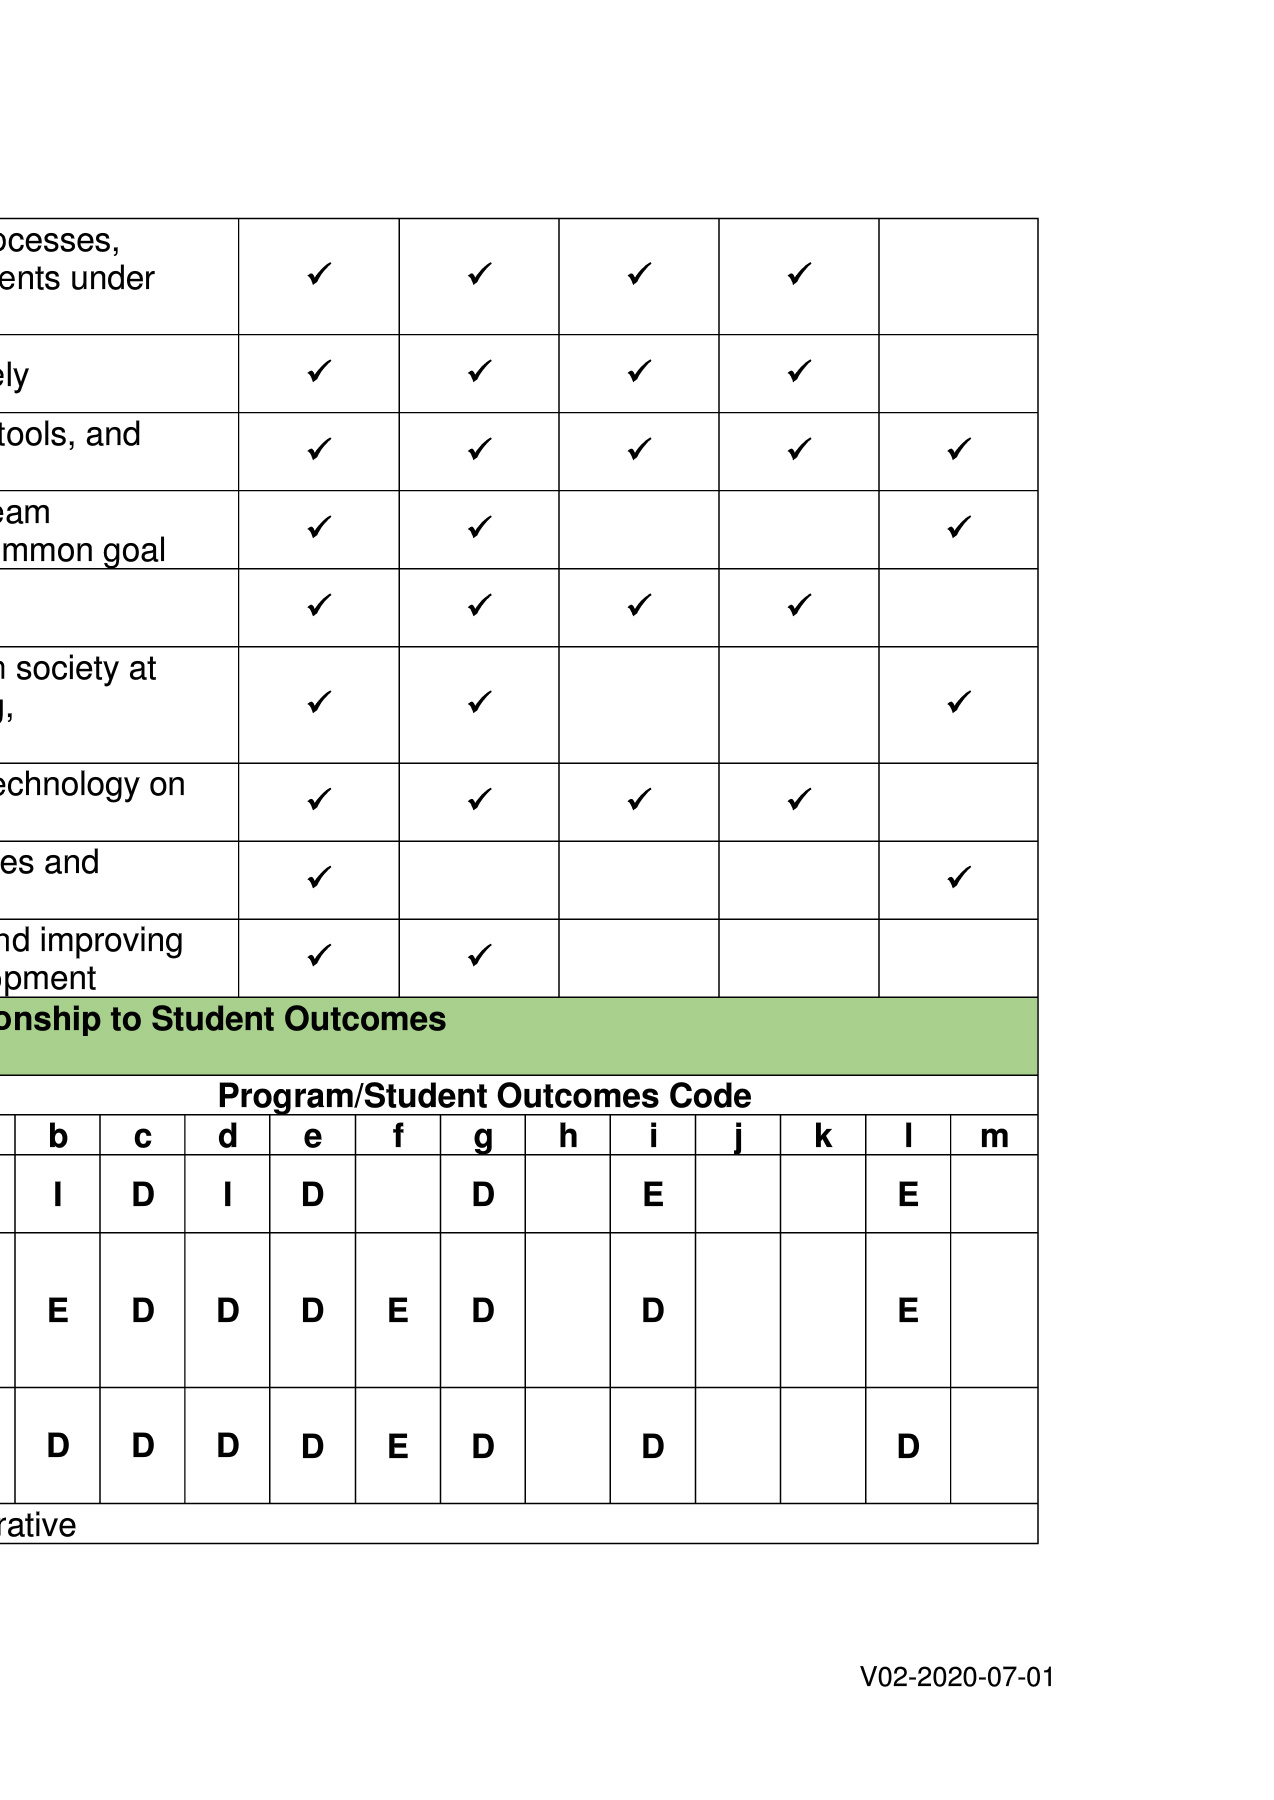 ocesses,
ents under
✓ ✓ ✓ ✓
ely ✓ ✓ ✓ ✓
tools, and
✓ ✓ ✓ ✓ ✓
eam
mmon goal
✓ ✓ ✓
✓ ✓ ✓ ✓
n society at
g,
✓ ✓ ✓
echnology on
✓ ✓ ✓ ✓
es and
✓ ✓
nd improving
opment
✓ ✓
onship to Student Outcomes
Program/Student Outcomes Code
b c d e f g h i j k l m
I D I D D E E
E D D D E D D E
D D D D E D D D
rative
V02-2020-07-01